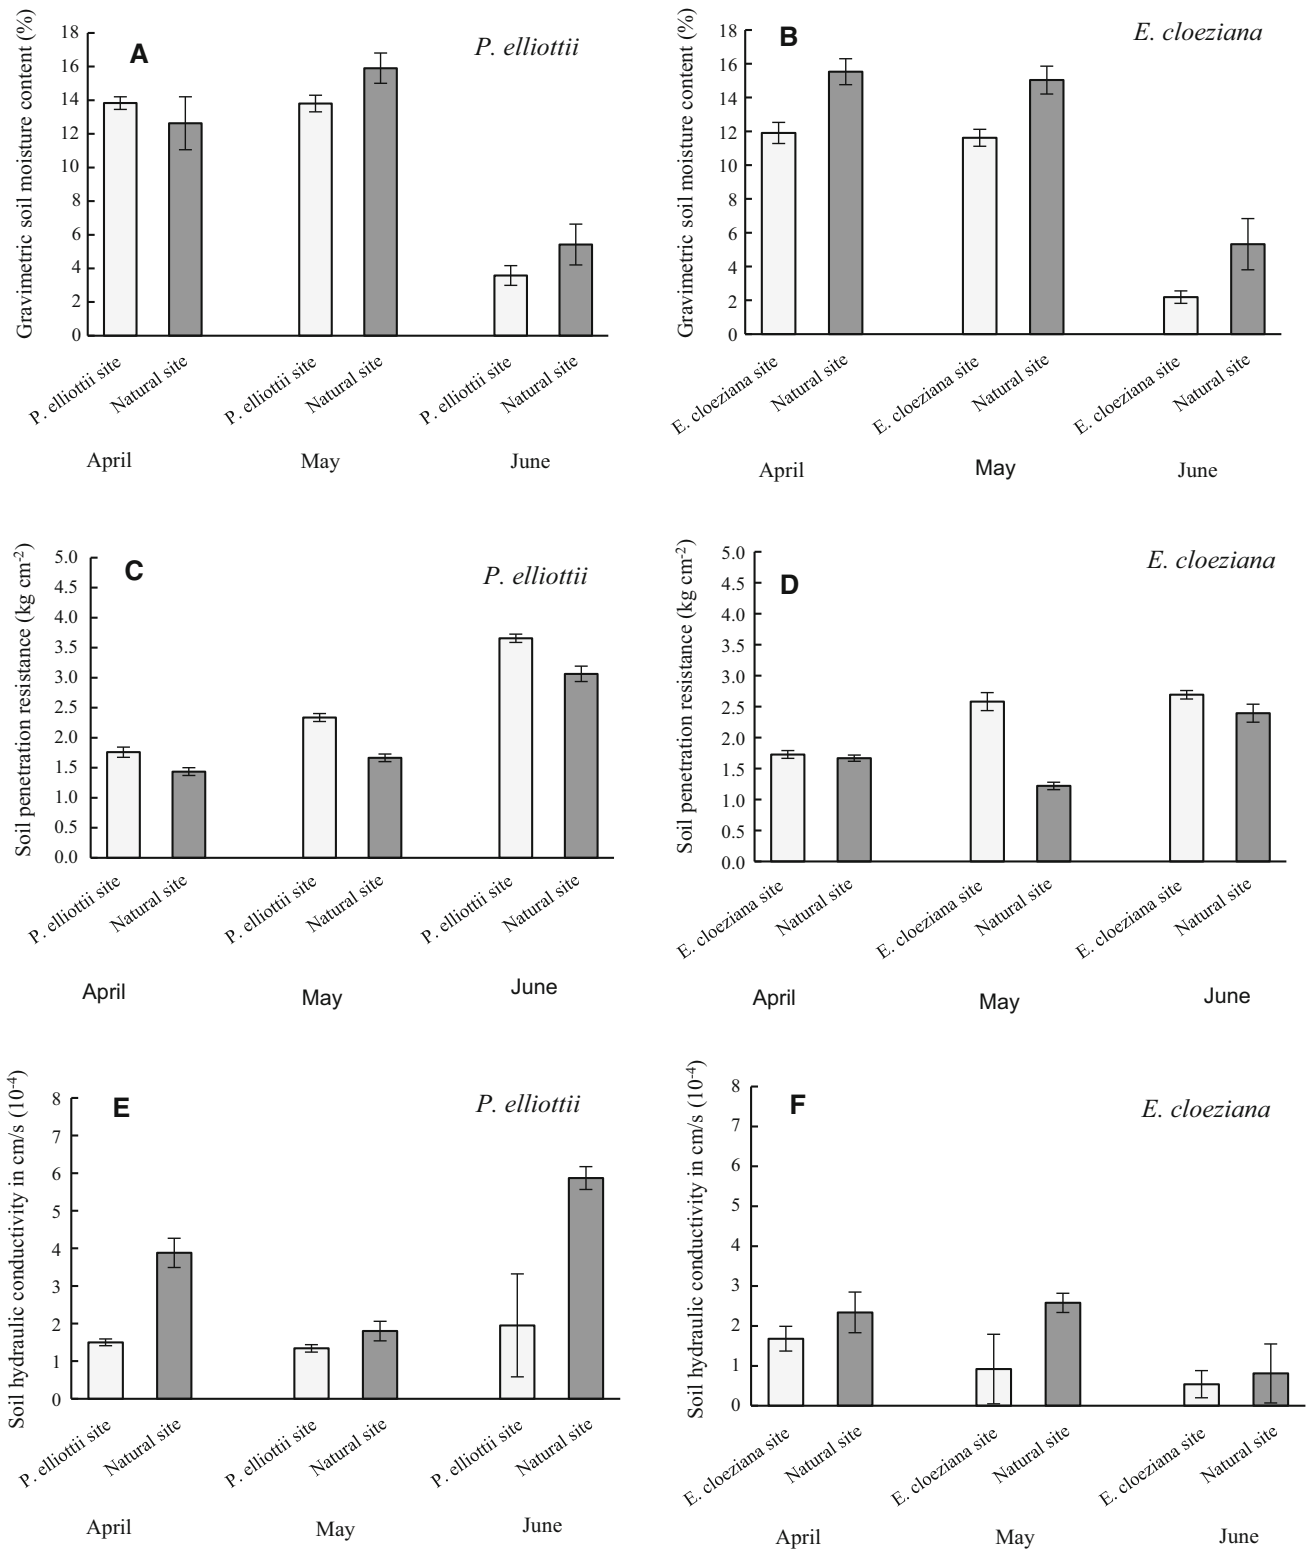 A
P. elliottii
Gravimetric soil moisture content (%)
18
16
14
12
10
8
6
4
2
0
P. elliottii site
Natural site
P. elliottii site
Natural site
P. elliottii site
Natural site
April
May
June
B
E. cloeziana
Gravimetric soil moisture content (%)
18
16
14
12
10
8
6
4
2
0
E. cloeziana site
Natural site
E. cloeziana site
Natural site
E. cloeziana site
Natural site
April
May
June
C
P. elliottii
Soil penetration resistance (kg cm-2)
5.0
4.5
4.0
3.5
3.0
2.5
2.0
1.5
1.0
0.5
0.0
P. elliottii site
Natural site
P. elliottii site
Natural site
P. elliottii site
Natural site
April
May
June
D
E. cloeziana
Soil penetration resistance (kg cm-2)
5.0
4.5
4.0
3.5
3.0
2.5
2.0
1.5
1.0
0.5
0.0
E. cloeziana site
Natural site
E. cloeziana site
Natural site
E. cloeziana site
Natural site
April
May
June
E
P. elliottii
Soil hydraulic conductivity in cm/s (10-4)
8
7
6
5
4
3
2
1
0
P. elliottii site
Natural site
P. elliottii site
Natural site
P. elliottii site
Natural site
April
May
June
F
E. cloeziana
Soil hydraulic conductivity in cm/s (10-4)
8
7
6
5
4
3
2
1
0
E. cloeziana site
Natural site
E. cloeziana site
Natural site
E. cloeziana site
Natural site
April
May
June